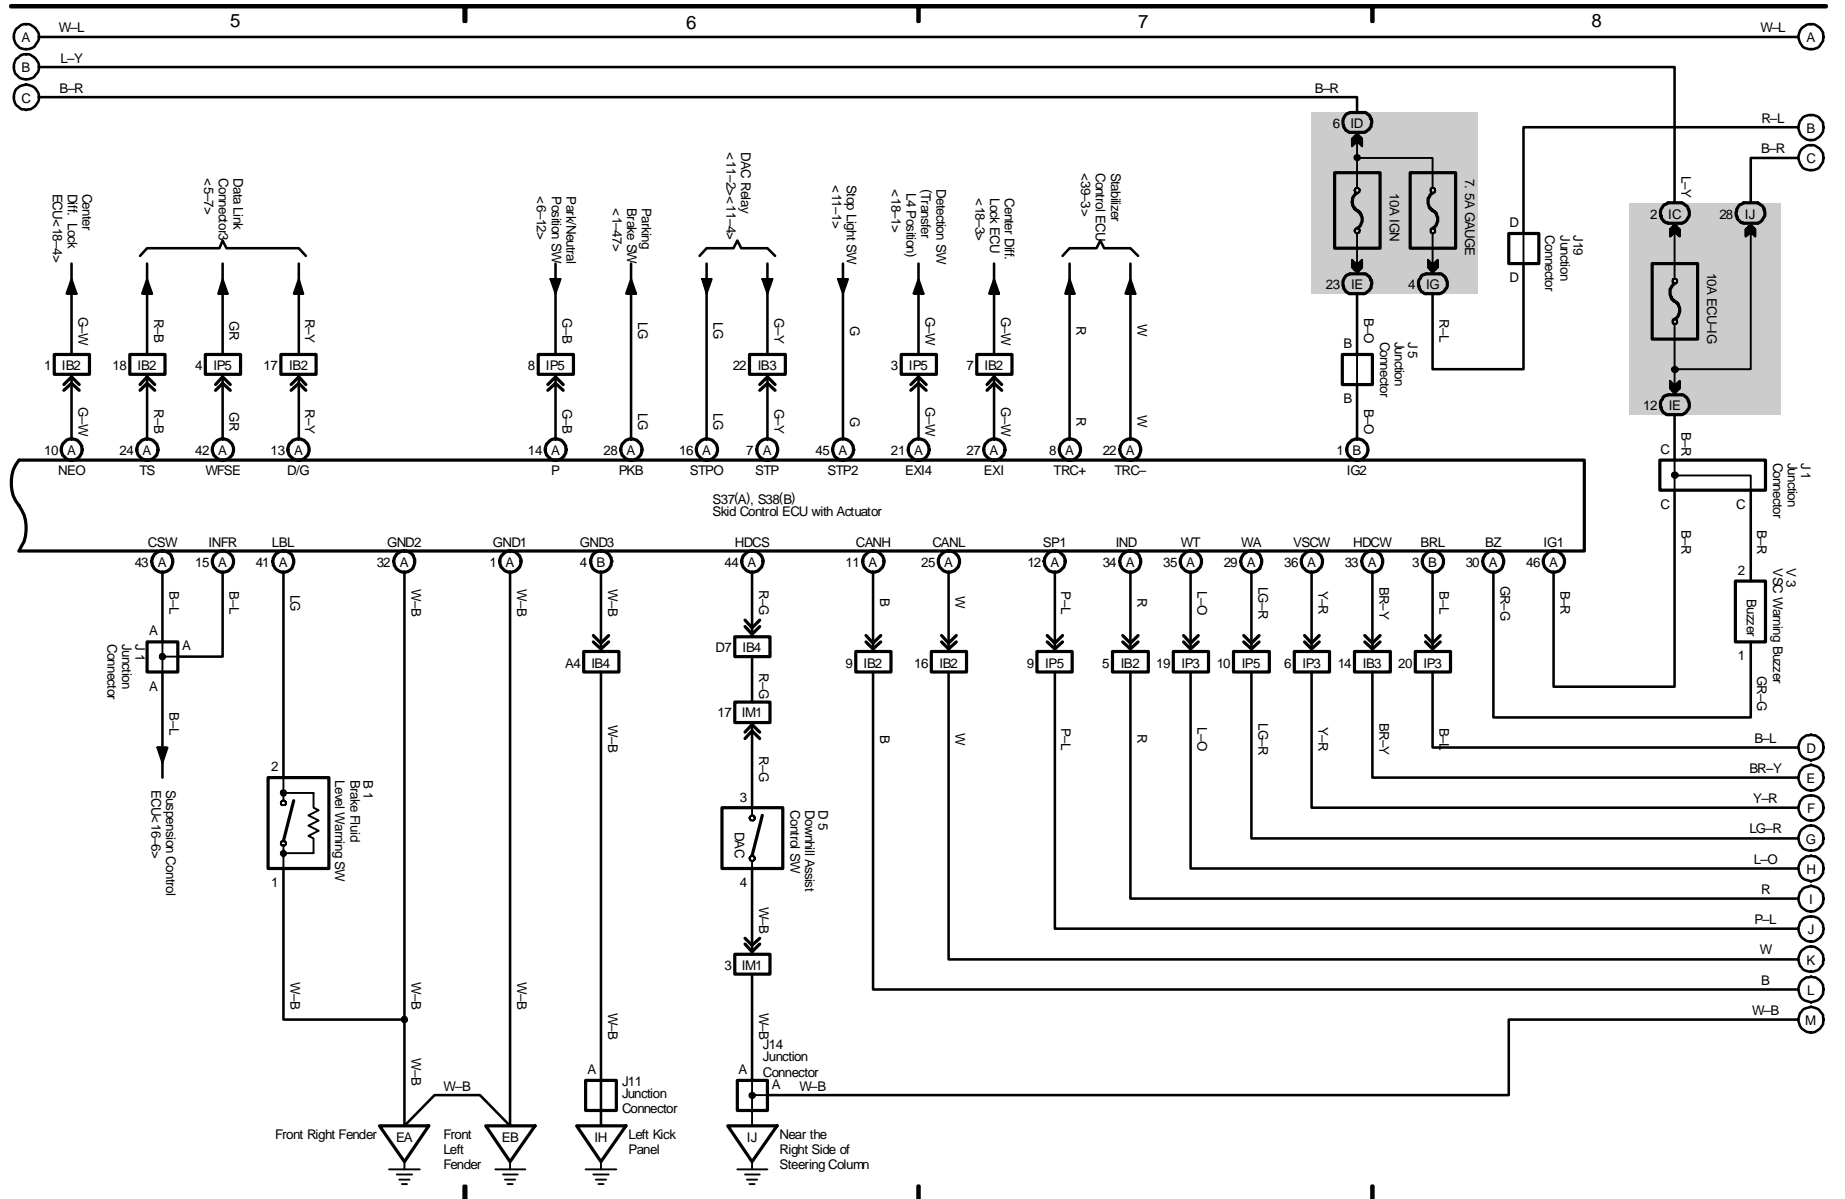 5
6
7
8
A
W–L
W–L
A
B
L–Y
C
B–R
B–R
R–L
B
B–R
C
6
ID
10A IGN
7. 5A GAUGE
23
IE
4
IG
L–Y
2
IC
28
IJ
10A ECU–IG
12
IE
D
D
J19
Junction
Connector
Center
Diff. Lock
ECU<18–4>
Data Link
Connector3
<5–7>
Park/Neutral
Position SW
<6–12>
Parking
Brake SW
<1–47>
DAC Relay
<11–2><11–4>
Stop Light SW
<11–1>
Detection SW
(Transfer
L4 Position)
<18–1>
Center Diff.
Lock ECU
<18–3>
Stabilizer
Control ECU
<39–3>
G–W
R–B
GR
R–Y
G–B
LG
LG
G–Y
G
G–W
G–W
R
W
B–O
R–L
1
IB2
18
IB2
4
IP5
17
IB2
8
IP5
22
IB3
3
IP5
7
IB2
B
B
J 5
Junction
Connector
G–W
R–B
GR
R–Y
G–B
LG
LG
G–Y
G
G–W
G–W
R
W
B–O
B–R
10
A
24
A
42
A
13
A
14
A
28
A
16
A
7
A
45
A
21
A
27
A
8
A
22
A
1
B
NEO
TS
WFSE
D/G
P
PKB
STPO
STP
STP2
EXI4
EXI
TRC+
TRC–
IG2
C
C
C
J 1
Junction
Connector
S37(A), S38(B)
Skid Control ECU with Actuator
CSW
INFR
LBL
GND2
GND1
GND3
HDCS
CANH
CANL
SP1
IND
WT
WA
VSCW
HDCW
BRL
BZ
IG1
43
A
15
A
41
A
32
A
1
A
4
B
44
A
11
A
25
A
12
A
34
A
35
A
29
A
36
A
33
A
3
B
30
A
46
A
B–L
B–L
LG
W–B
W–B
W–B
R–G
B
W
P–L
R
L–O
LG–R
Y–R
BR–Y
B–L
GR–G
B–R
B–R
B–R
2
Buzzer
1
V 3
VSC Warning Buzzer
GR–G
A
A
A
J 1
Junction
Connector
B–L
Suspension Control
ECU<16–6>
A4
IB4
D7
IB4
R–G
17
IM1
R–G
9
IB2
16
IB2
9
IP5
5
IB2
19
IP3
10
IP5
6
IP3
14
IB3
20
IP3
W–B
B
W
P–L
R
L–O
LG–R
Y–R
BR–Y
B–L
2
1
B 1
Brake Fluid
Level Warning SW
3
DAC
4
D 5
Downhill Assist
Control SW
W–B
3
IM1
W–B
B–L
D
BR–Y
E
Y–R
F
LG–R
G
L–O
H
R
I
P–L
J
W
K
B
L
W–B
M
W–B
W–B
W–B
W–B
W–B
W–B
A
J11
Junction
Connector
J14
Junction
Connector
A
A
W–B
Front Right Fender
EA
Front
Left
Fender
EB
IH
Left Kick
Panel
IJ
Near the
Right Side of
Steering Column